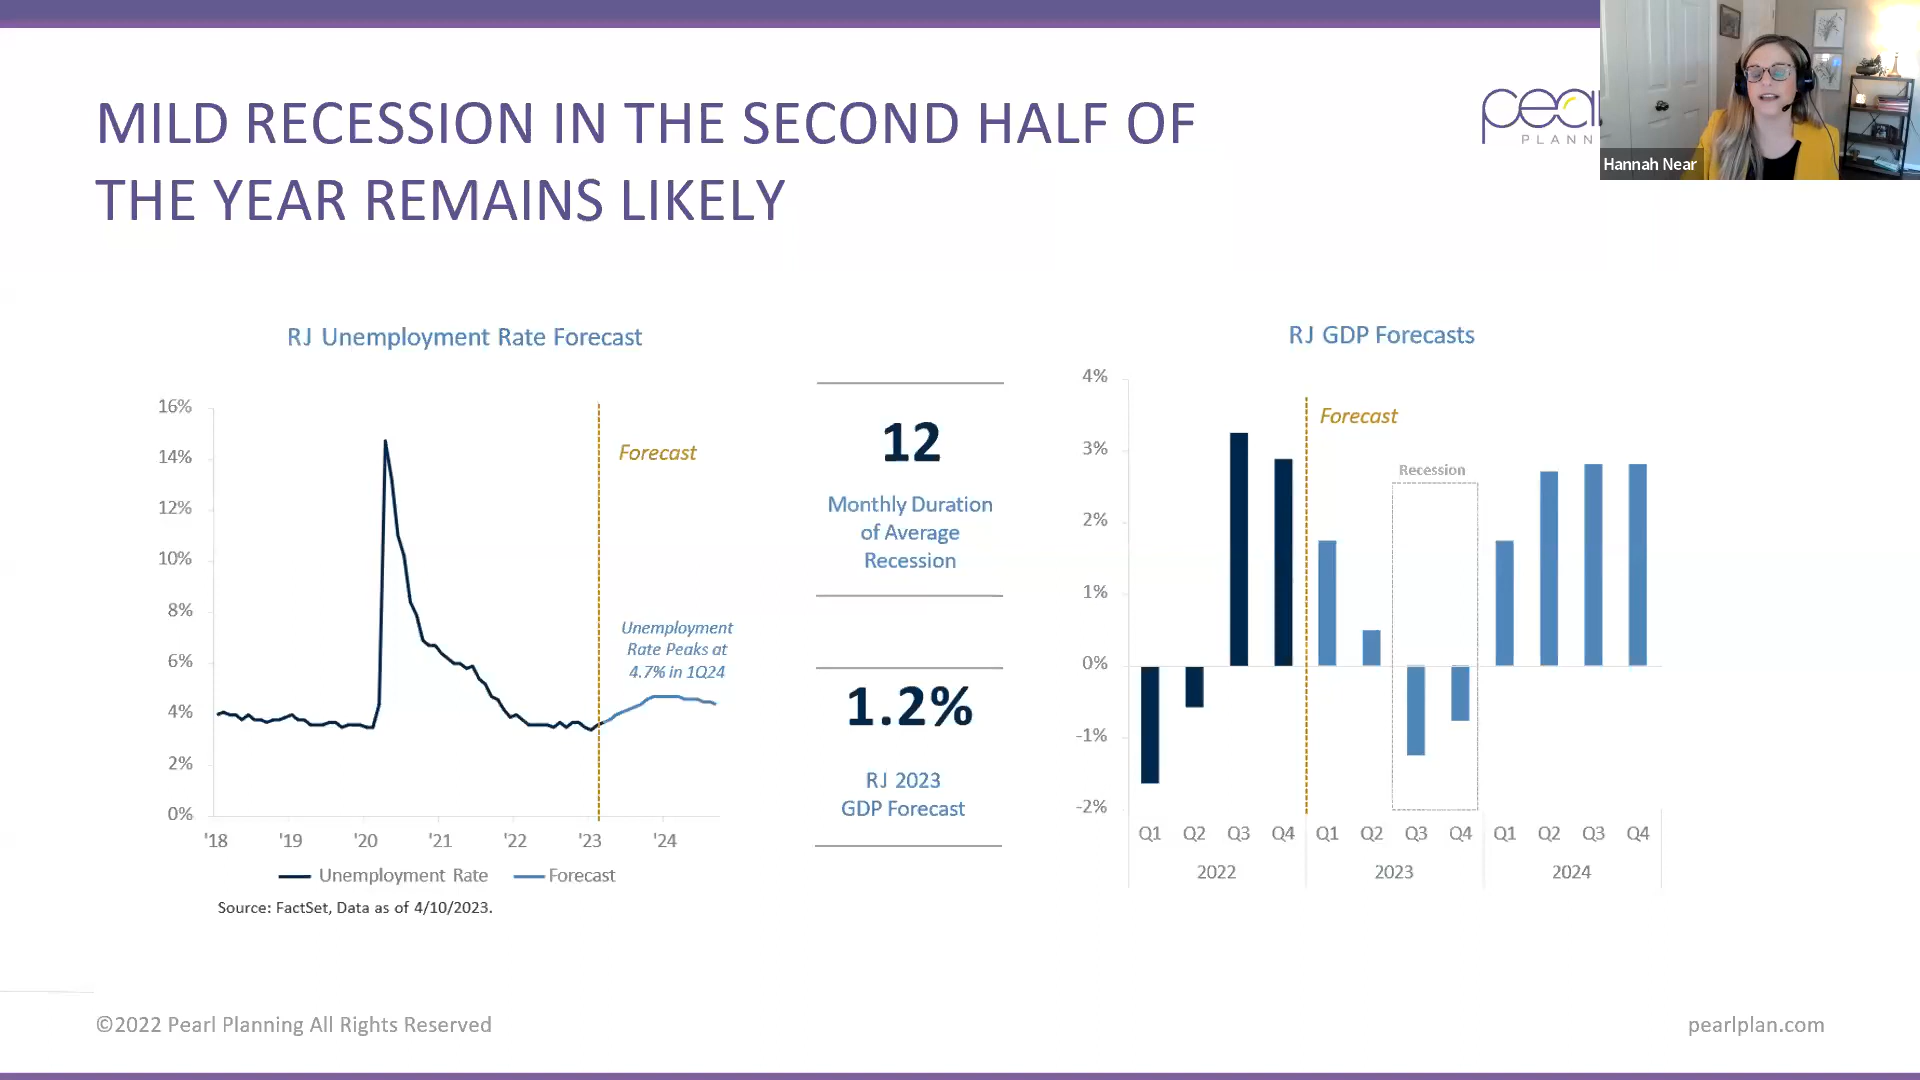 MILD RECESSION IN THE SECOND HALF OF
THE YEAR REMAINS LIKELY
PLANN
Hannah Near
RJ Unemployment Rate Forecast
16%
14%
12%
10%
8%
6%
4%
2%
0%
Forecast
Unemployment
Rate Peaks at
4.7% in 1Q24
'18 '19 '20 '21 '22 '23 '24
Unemployment Rate Forecast
Source: FactSet, Data as of 4/10/2023.
12
Monthly Duration
of Average
Recession
1.2%
RJ 2023
GDP Forecast
RJ GDP Forecasts
4%
3%
2%
1%
0%
-1%
-2%
Forecast
Recession
Q1 Q2 Q3 Q4 Q1 Q2 Q3 Q4 Q1 Q2 Q3 Q4
2022 2023 2024
©2022 Pearl Planning All Rights Reserved
pearlplan.com